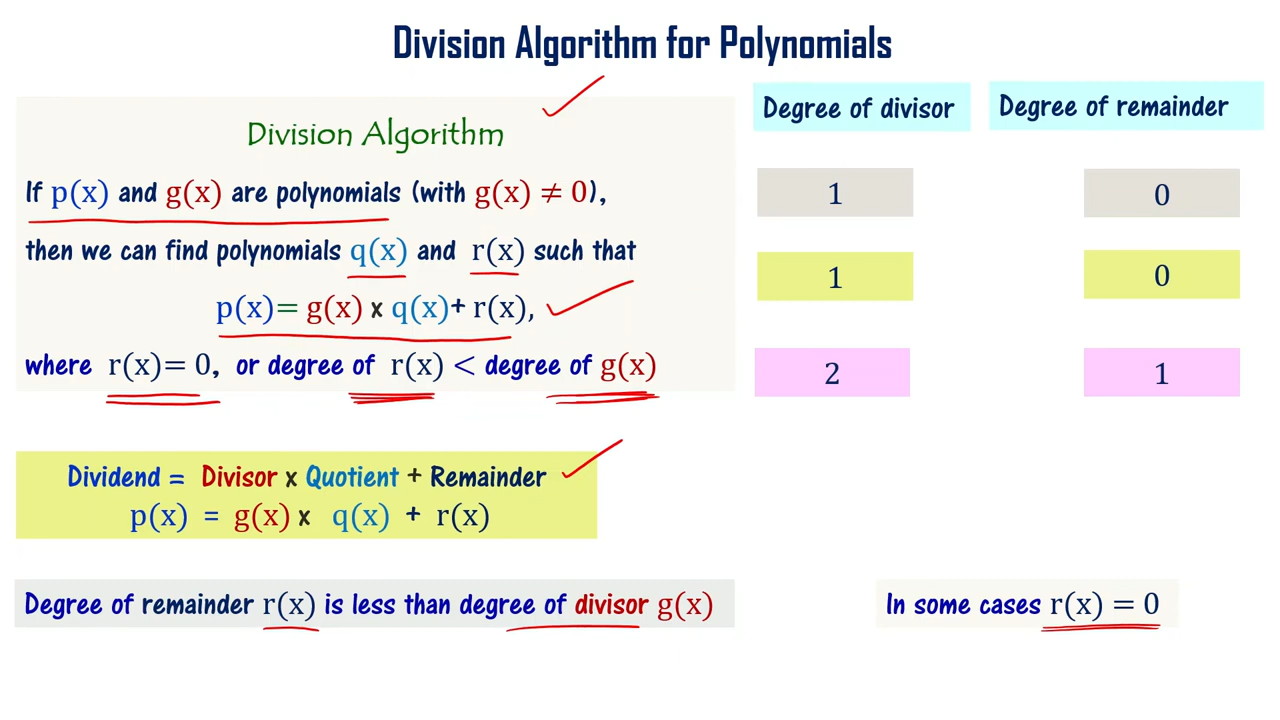 Division Algorithm for Polynomials
Division Algorithm
If p(x) and g(x) are polynomials (with g(x) ≠ 0),
then we can find polynomials q(x) and r(x) such that
p(x)= g(x) x q(x)+ r(x),
where r(x)= 0, or degree of r(x) < degree of g(x)
Degree of divisor Degree of remainder
1 0
1 0
2 1
Dividend = Divisor x Quotient + Remainder
p(x) = g(x) x q(x) + r(x)
Degree of remainder r(x) is less than degree of divisor g(x)
In some cases r(x) = 0